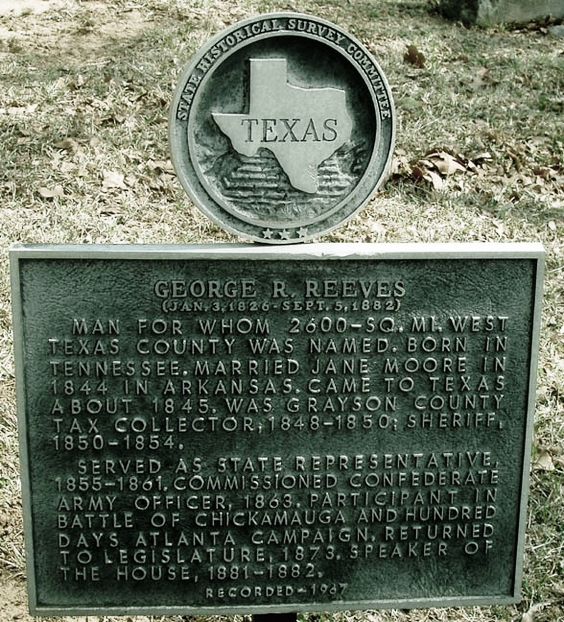 STATE HISTORICAL SURVEY COMMITTEE
TEXAS
GEORGE R. REEVES
(JAN. 3, 1826 - SEPT. 5, 1882)
MAN FOR WHOM 2600-SQ. MI. WEST
TEXAS COUNTY WAS NAMED. BORN IN
TENNESSEE. MARRIED JANE MOORE IN
1844 IN ARKANSAS. CAME TO TEXAS
ABOUT 1845. WAS GRAYSON COUNTY
TAX COLLECTOR, 1848-1850; SHERIFF,
1850-1854.
SERVED AS STATE REPRESENTATIVE,
1855-1861. COMMISSIONED CONFEDERATE
ARMY OFFICER, 1863. PARTICIPANT IN
BATTLE OF CHICKAMAUGA AND HUNDRED
DAYS ATLANTA CAMPAIGN. RETURNED
TO LEGISLATURE, 1873. SPEAKER OF
THE HOUSE, 1881-1882.
RECORDED-1967